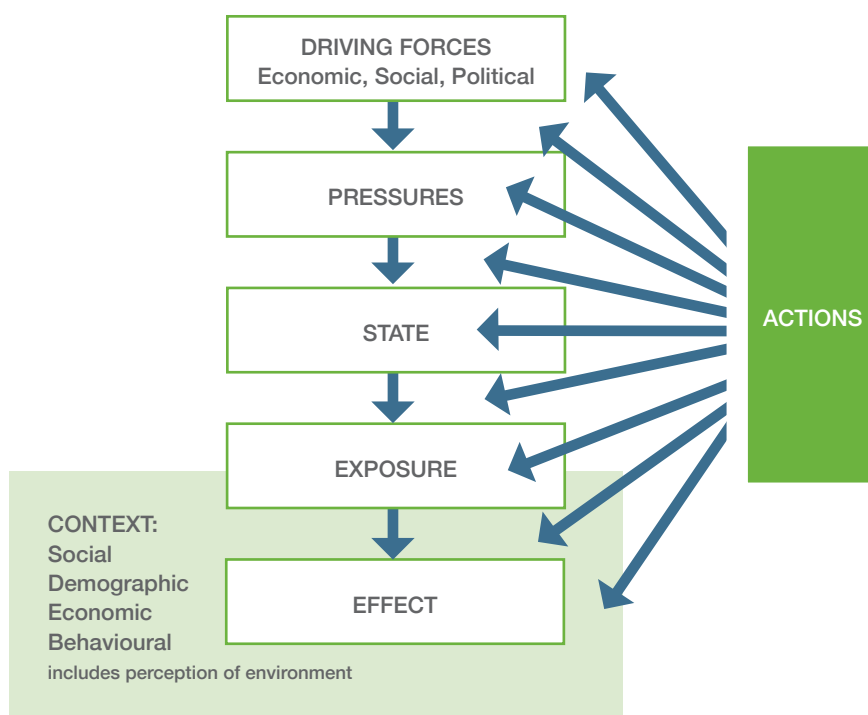 DRIVING FORCES
Economic, Social, Political
PRESSURES
STATE
ACTIONS
EXPOSURE
CONTEXT:
Social
Demographic
Economic
Behavioural
includes perception of environment
EFFECT